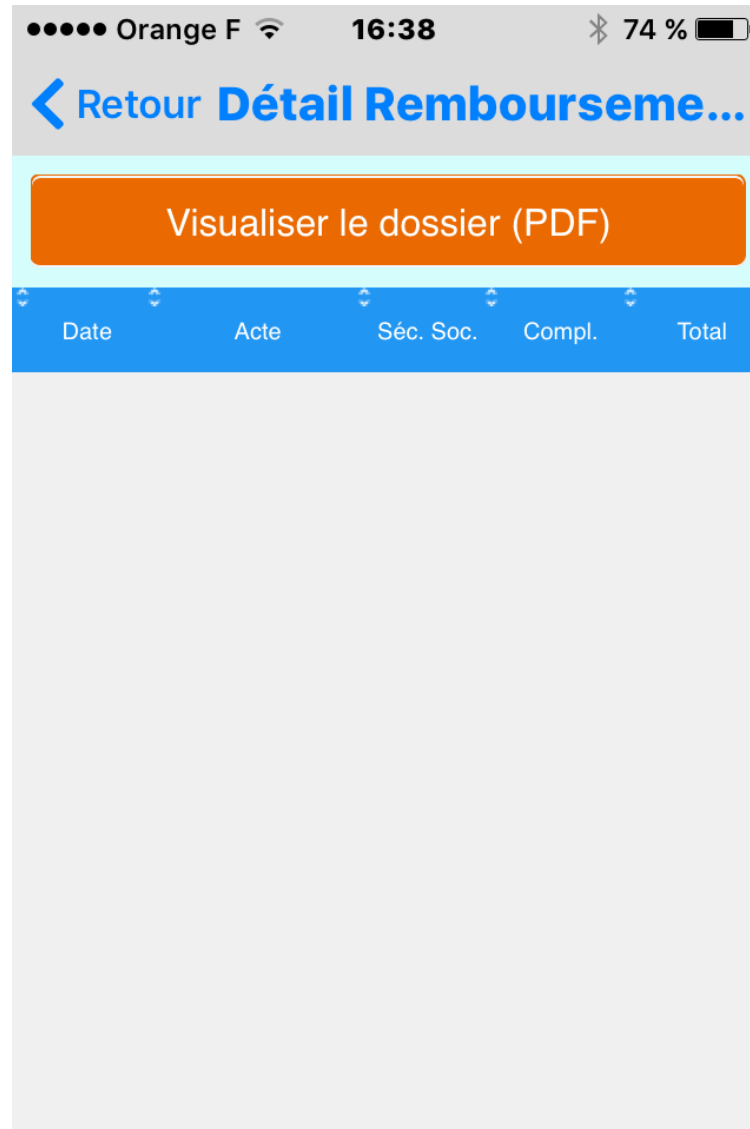 Orange F 16:38 74 %
Retour Détail Rembourseme...
Visualiser le dossier (PDF)
Date Acte Séc. Soc. Compl. Total